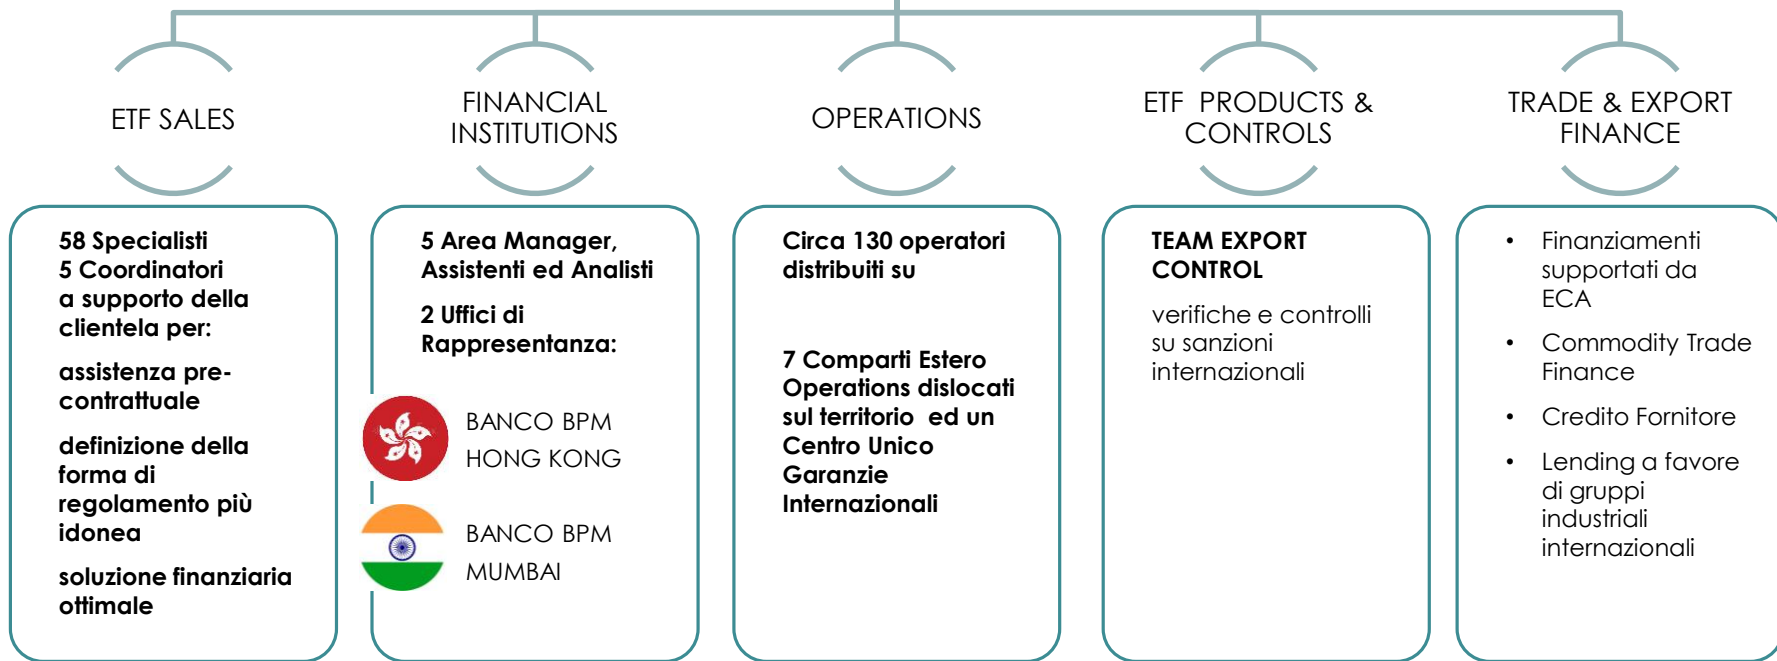 ETF SALES
FINANCIAL
INSTITUTIONS
OPERATIONS
ETF PRODUCTS &
CONTROLS
TRADE & EXPORT
FINANCE
58 Specialisti
5 Coordinatori
a supporto della
clientela per:
assistenza pre-
contrattuale
definizione della
forma di
regolamento più
idonea
soluzione finanziaria
ottimale
5 Area Manager,
Assistenti ed Analisti
2 Uffici di
Rappresentanza:
BANCO BPM
HONG KONG
BANCO BPM
MUMBAI
Circa 130 operatori
distribuiti su
7 Comparti Estero
Operations dislocati
sul territorio ed un
Centro Unico
Garanzie
Internazionali
TEAM EXPORT
CONTROL
verifiche e controlli
su sanzioni
internazionali
• Finanziamenti
supportati da
ECA
• Commodity Trade
Finance
• Credito Fornitore
• Lending a favore
di gruppi
industriali
internazionali